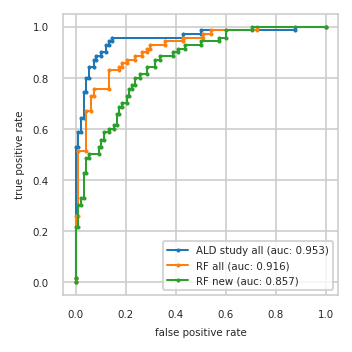 1.0
0.8
0.6
0.4
0.2
0.0
true positive rate
ALD study all (auc: 0.953)
RF all (auc: 0.916)
RF new (auc: 0.857)
0.0 0.2 0.4 0.6 0.8 1.0
false positive rate